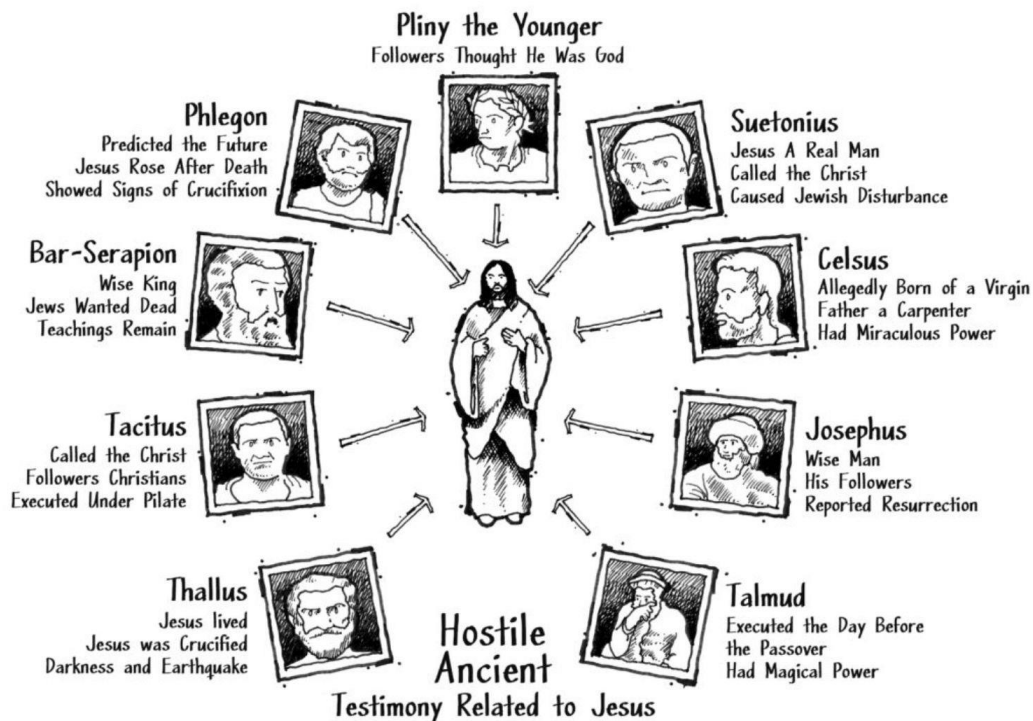 Pliny the Younger
Followers Thought He Was God
Phlegon
Predicted the Future
Jesus Rose After Death
Showed Signs of Crucifixion
Suetonius
Jesus A Real Man
Called the Christ
Caused Jewish Disturbance
Bar-Serapion
Wise King
Jews Wanted Dead
Teachings Remain
Celsus
Allegedly Born of a Virgin
Father a Carpenter
Had Miraculous Power
Tacitus
Called the Christ
Followers Christians
Executed Under Pilate
Josephus
Wise Man
His Followers
Reported Resurrection
Thallus
Jesus lived
Jesus was Crucified
Darkness and Earthquake
Talmud
Executed the Day Before
the Passover
Had Magical Power
Hostile
Ancient
Testimony Related to Jesus